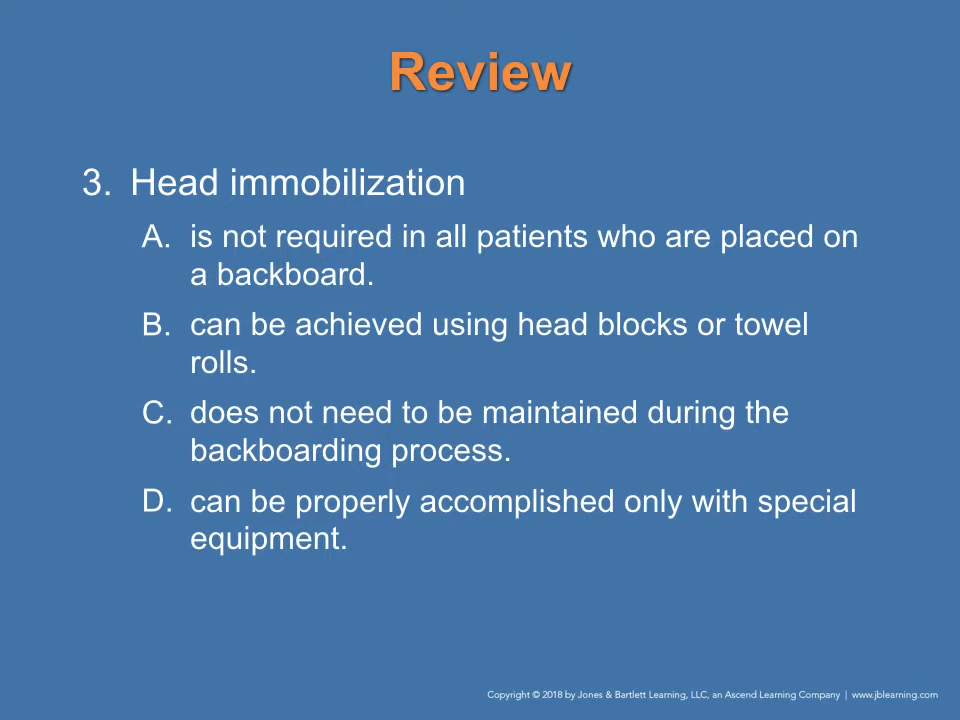 Review
3. Head immobilization
A. is not required in all patients who are placed on
a backboard.
B. can be achieved using head blocks or towel
rolls.
C. does not need to be maintained during the
backboarding process.
D. can be properly accomplished only with special
equipment.
Copyright © 2018 by Jones & Bartlett Learning, LLC, an Ascend Learning Company | www.jblearning.com